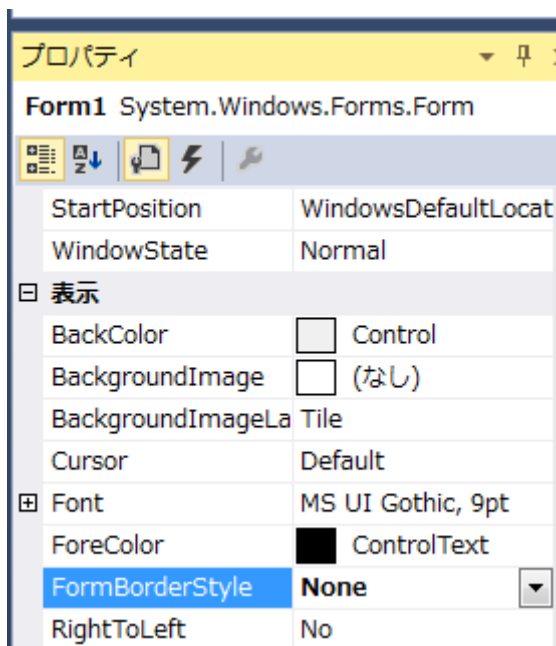 プロパティ
Form1 System.Windows.Forms.Form
StartPosition WindowsDefaultLocat
WindowState Normal
表示
BackColor Control
BackgroundImage (なし)
BackgroundImageLa Tile
Cursor Default
Font MS UI Gothic, 9pt
ForeColor ControlText
FormBorderStyle None
RightToLeft No